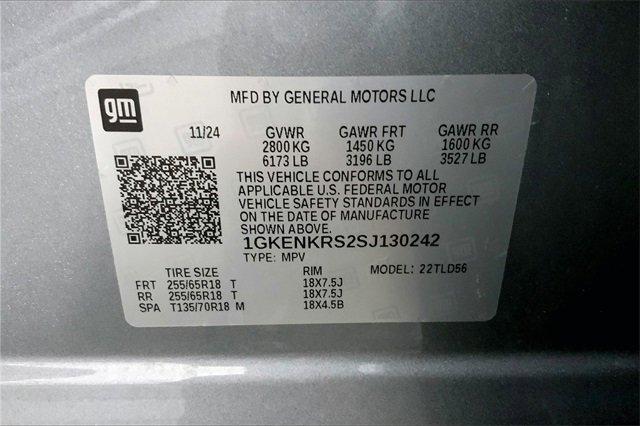 gm
MFD BY GENERAL MOTORS LLC
11/24 GVWR GAWR FRT GAWR RR
2800 KG 1450 KG 1600 KG
6173 LB 3196 LB 3527 LB
THIS VEHICLE CONFORMS TO ALL
APPLICABLE U.S. FEDERAL MOTOR
VEHICLE SAFETY STANDARDS IN EFFECT
ON THE DATE OF MANUFACTURE
SHOWN ABOVE.
1GKENKRS2SJ130242
TYPE: MPV MODEL: 22TLD56
TIRE SIZE RIM
FRT 255/65R18 T 18X7.5J
RR 255/65R18 T 18X7.5J
SPA T135/70R18 M 18X4.5B